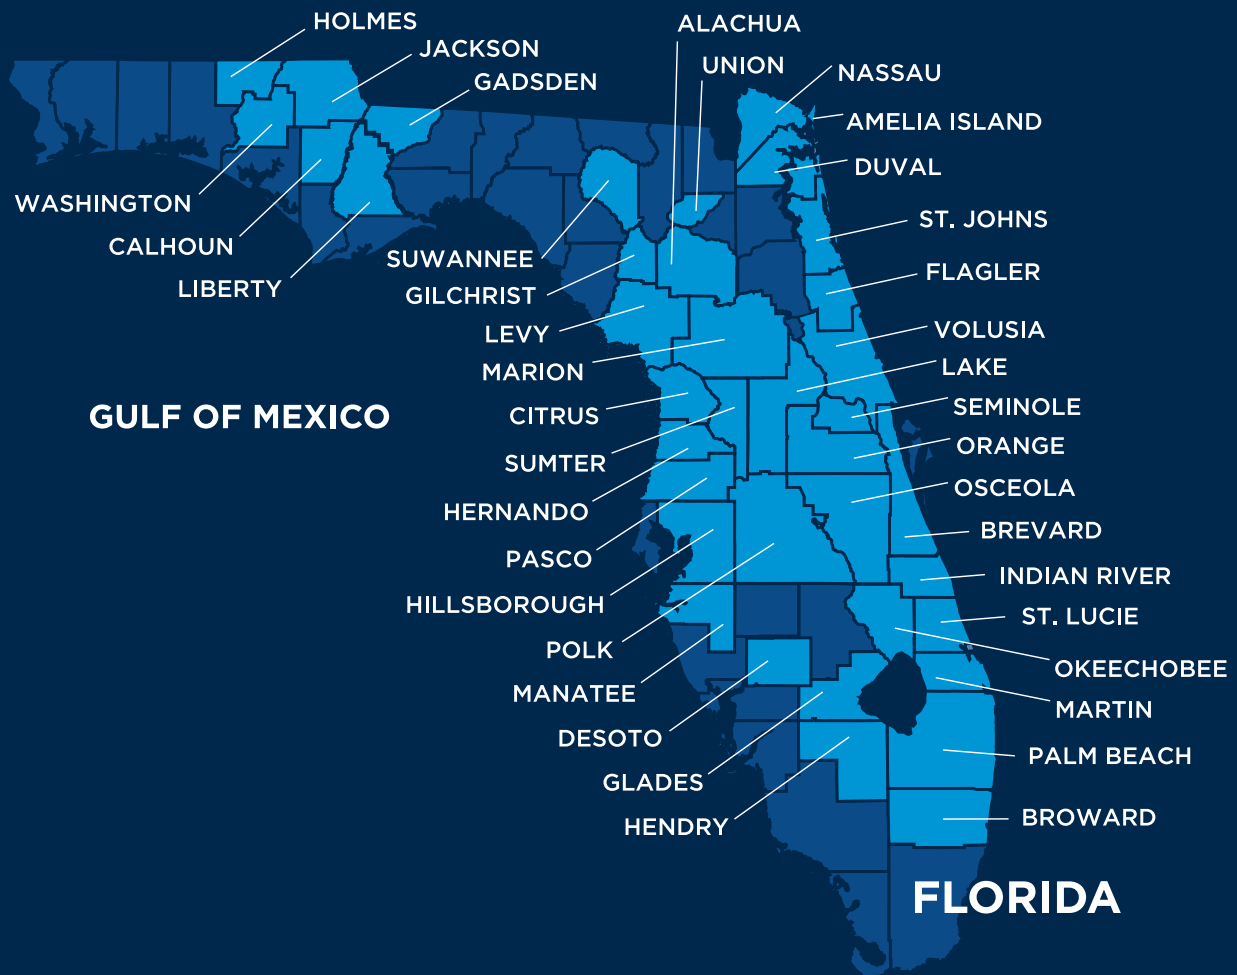 HOLMES
ALACHUA
JACKSON
UNION
NASSAU
GADSDEN
AMELIA ISLAND
DUVAL
WASHINGTON
ST. JOHNS
CALHOUN
SUWANNEE
FLAGLER
LIBERTY
GILCHRIST
VOLUSIA
LEVY
LAKE
MARION
SEMINOLE
GULF OF MEXICO
CITRUS
ORANGE
SUMTER
OSCEOLA
HERNANDO
BREVARD
PASCO
INDIAN RIVER
HILLSBOROUGH
ST. LUCIE
POLK
OKEECHOBEE
MANATEE
MARTIN
DESOTO
PALM BEACH
GLADES
BROWARD
HENDRY
FLORIDA